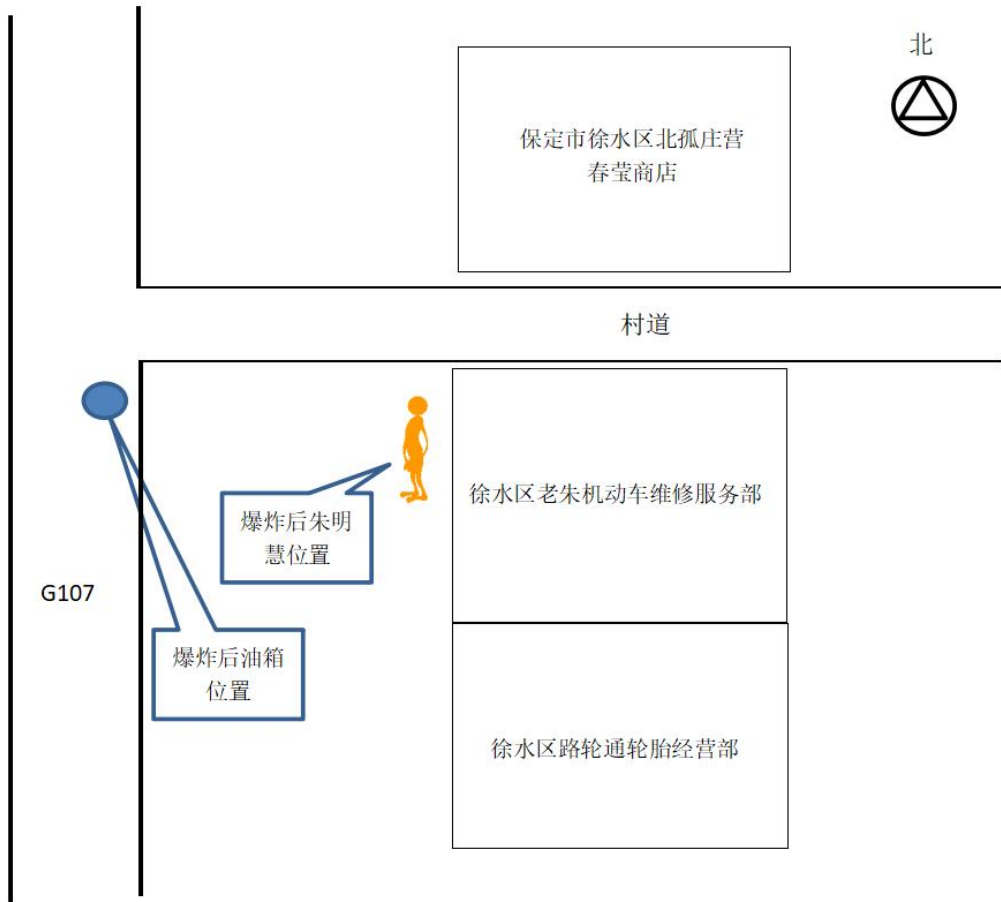 北
保定市徐水区北孤庄营
春莹商店
村道
徐水区老朱机动车维修服务部
爆炸后朱明
慧位置
G107
爆炸后油箱
位置
徐水区路轮通轮胎经营部